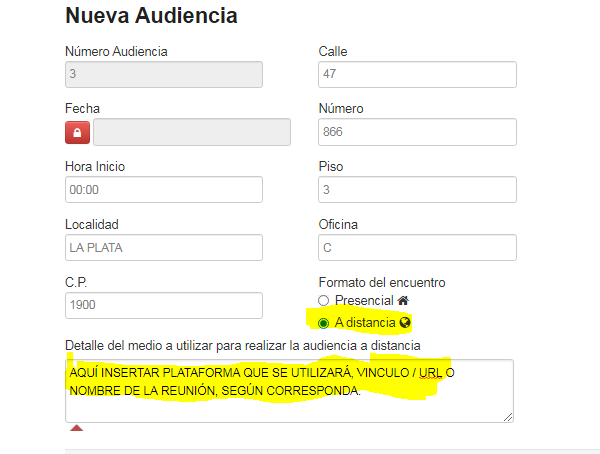 Nueva Audiencia
Número Audiencia
3
Calle
47
Fecha
Número
866
Hora Inicio
00:00
Piso
3
Localidad
LA PLATA
Oficina
C
C.P.
1900
Formato del encuentro
Presencial
A distancia
Detalle del medio a utilizar para realizar la audiencia a distancia
AQUÍ INSERTAR PLATAFORMA QUE SE UTILIZARÁ, VINCULO / URL O
NOMBRE DE LA REUNIÓN, SEGÚN CORRESPONDA.